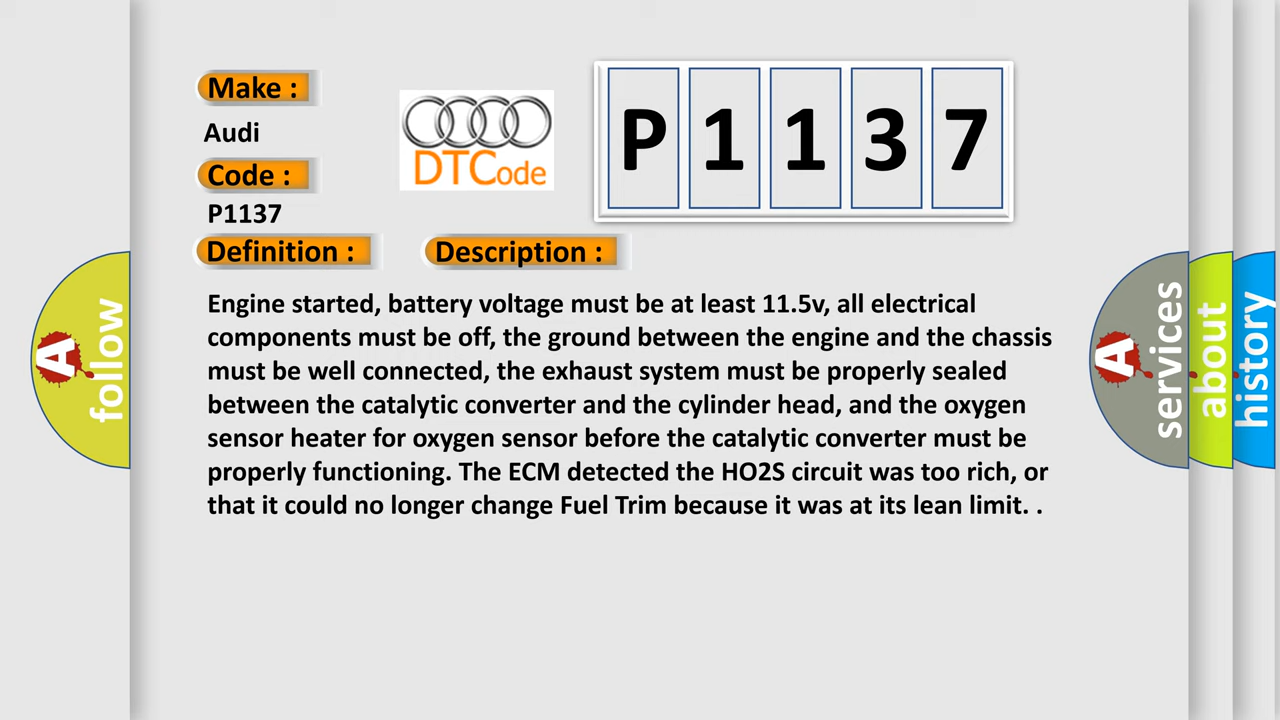 Make :
Audi
Code :
P1137
Definition :
Description :
DTCode
P1137
Engine started, battery voltage must be at least 11.5v, all electrical
components must be off, the ground between the engine and the chassis
must be well connected, the exhaust system must be properly sealed
between the catalytic converter and the cylinder head, and the oxygen
sensor heater for oxygen sensor before the catalytic converter must be
properly functioning The ECM detected the HO2S circuit was too rich, or
that it could no longer change Fuel Trim because it was at its lean limit. .
A follow
A services
about
history